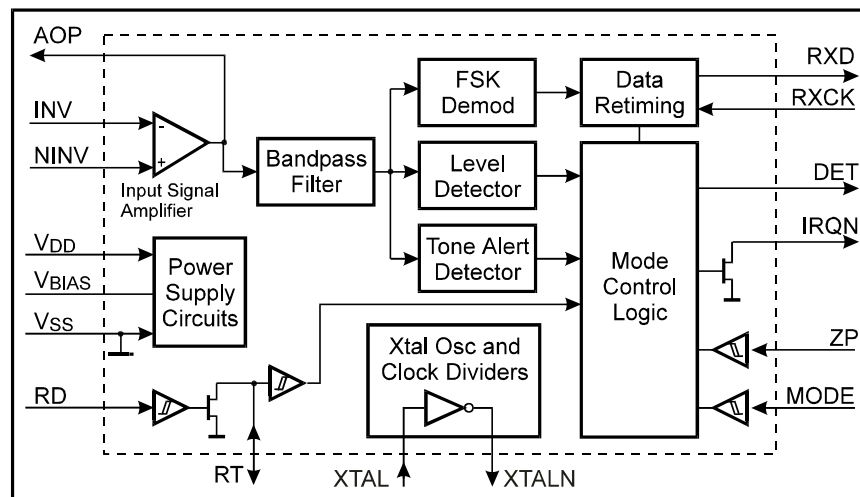 AOP
INV
NINV
-
+
Input Signal
Amplifier
Bandpass
Filter
FSK
Demod
Level
Detector
Tone Alert
Detector
Data
Retiming
RXD
RXCK
DET
IRQN
Mode
Control
Logic
ZP
MODE
VDD
VBIAS
VSS
Power
Supply
Circuits
RD
RT
Xtal Osc and
Clock Dividers
XTAL
XTALN